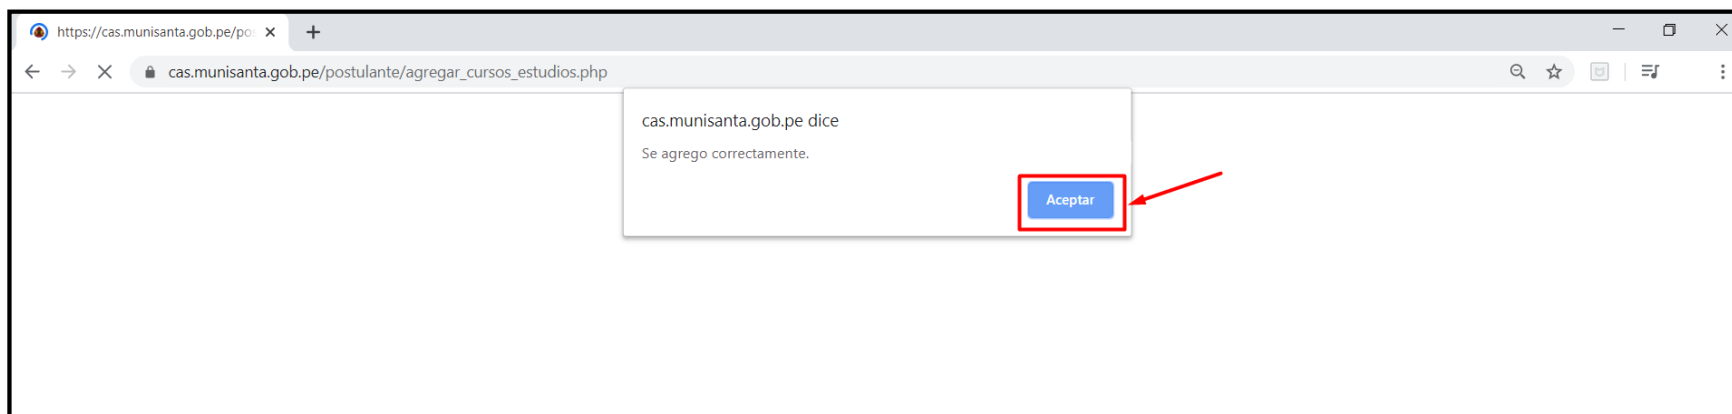 https://cas.munisanta.gob.pe/po
cas.munisanta.gob.pe/postulante/agregar_cursos_estudios.php
cas.munisanta.gob.pe dice
Se agrego correctamente.
Aceptar